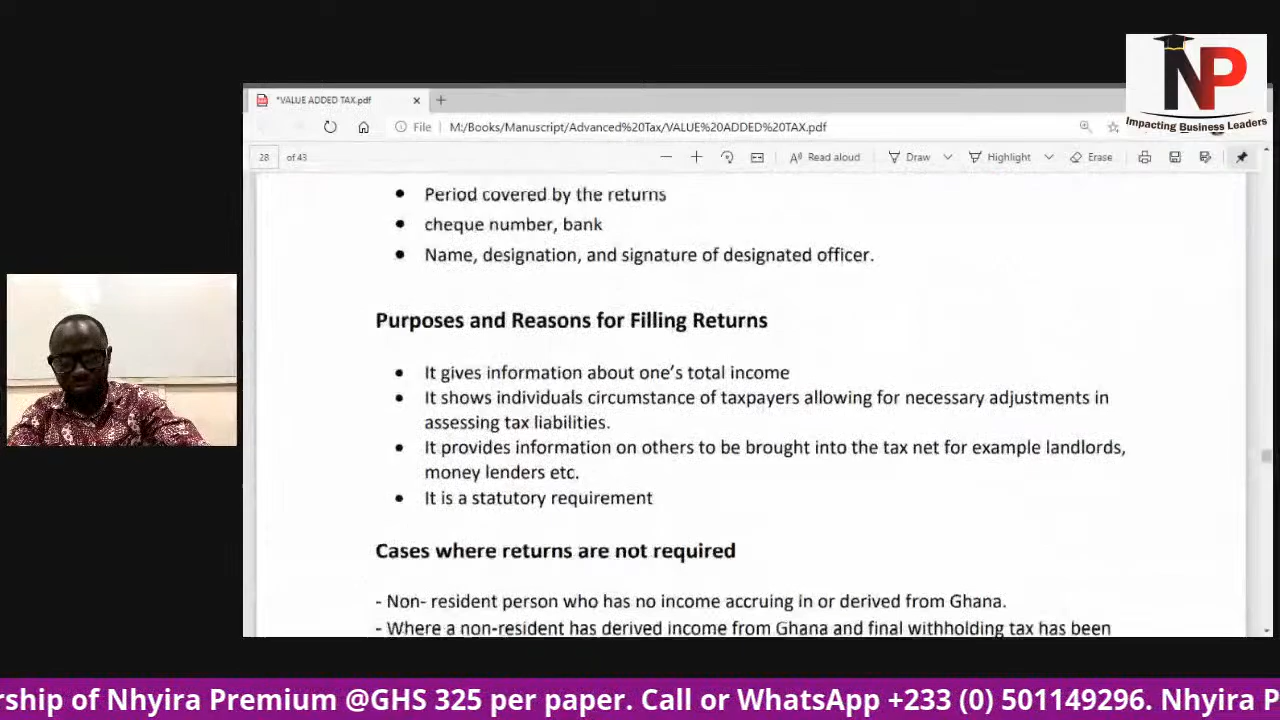 NP
Impacting Business Leaders
*VALUE ADDED TAX.pdf
File M:/Books/Manuscript/Advanced%20Tax/VALUE%20ADDED%20TAX.pdf
28 of 43 Read aloud Draw Highlight Erase
• Period covered by the returns
• cheque number, bank
• Name, designation, and signature of designated officer.
Purposes and Reasons for Filling Returns
• It gives information about one’s total income
• It shows individuals circumstance of taxpayers allowing for necessary adjustments in
assessing tax liabilities.
• It provides information on others to be brought into the tax net for example landlords,
money lenders etc.
• It is a statutory requirement
Cases where returns are not required
- Non- resident person who has no income accruing in or derived from Ghana.
- Where a non-resident has derived income from Ghana and final withholding tax has been
rship of Nhyira Premium @GHS 325 per paper. Call or WhatsApp +233 (0) 501149296. Nhyira P